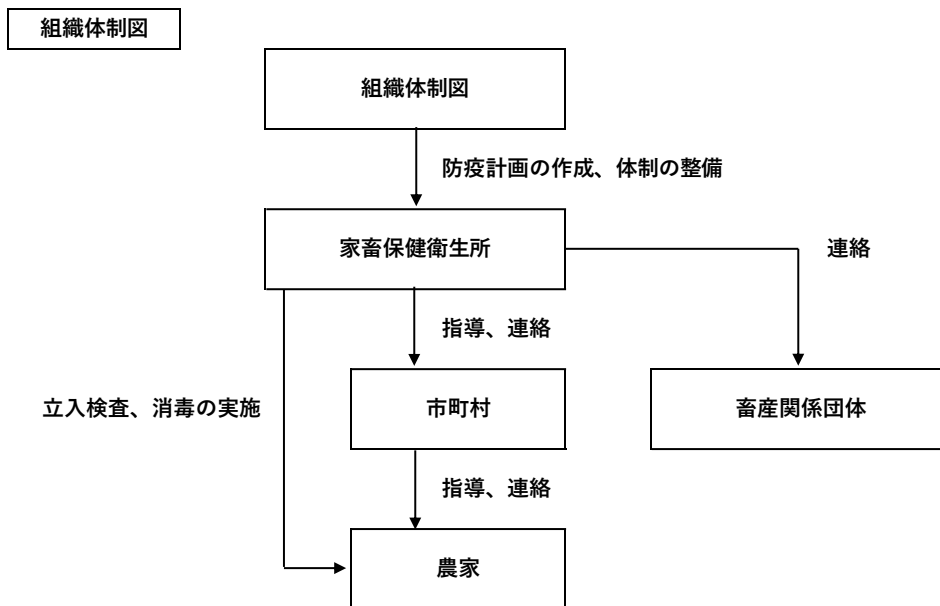 組織体制図
組織体制図
防疫計画の作成、体制の整備
家畜保健衛生所
連絡
指導、連絡
立入検査、消毒の実施
市町村
畜産関係団体
指導、連絡
農家